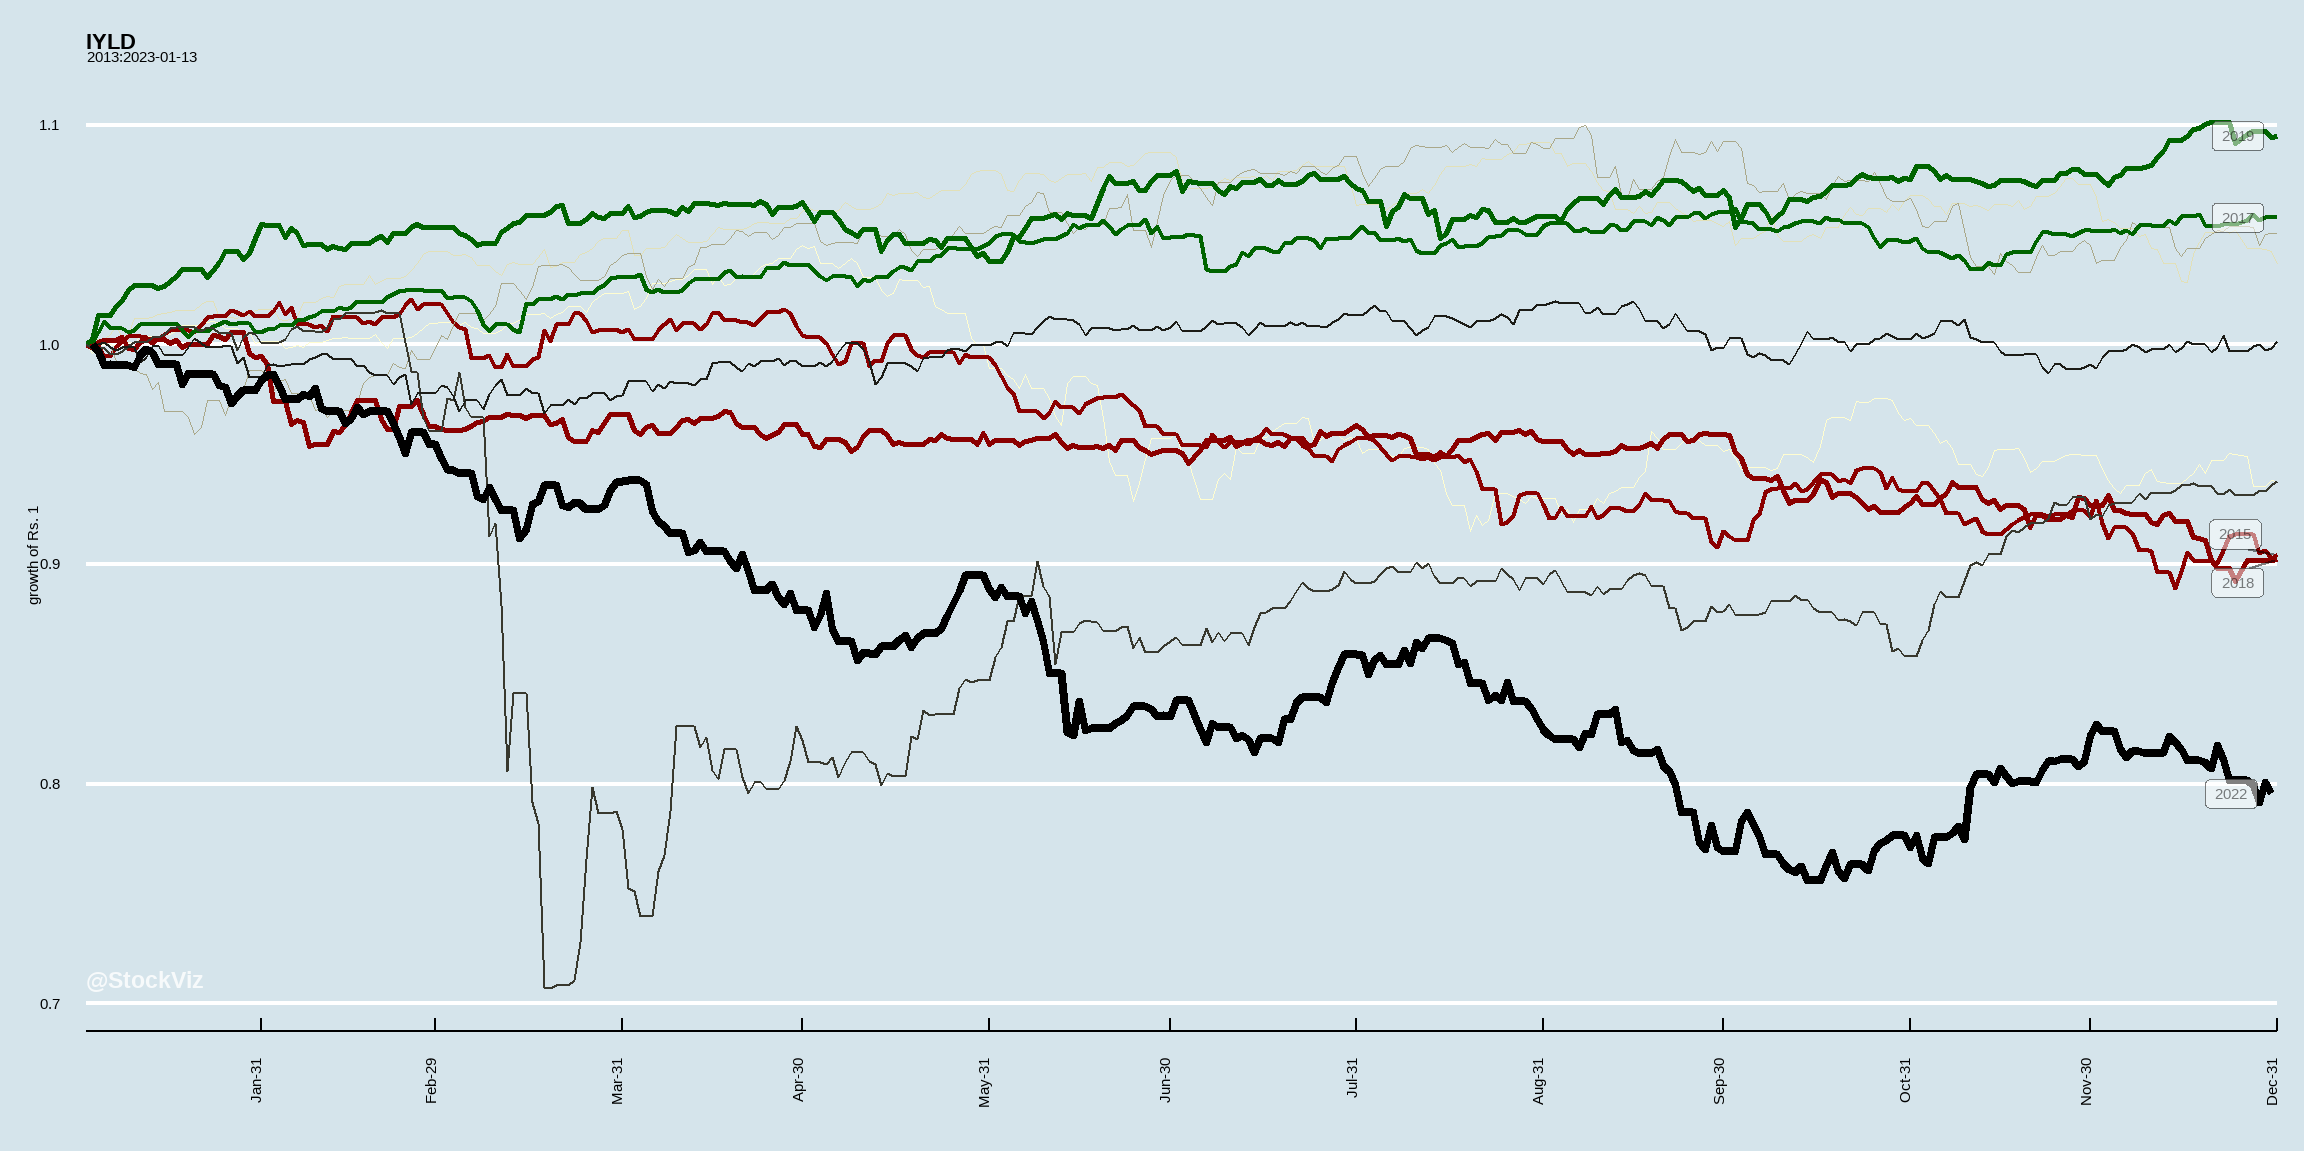 IYLD
2013:2023-01-13
growth of Rs. 1
1.1
1.0
0.9
0.8
0.7
2019
2017
2015
2018
2022
@StockViz
Jan-31
Feb-29
Mar-31
Apr-30
May-31
Jun-30
Jul-31
Aug-31
Sep-30
Oct-31
Nov-30
Dec-31